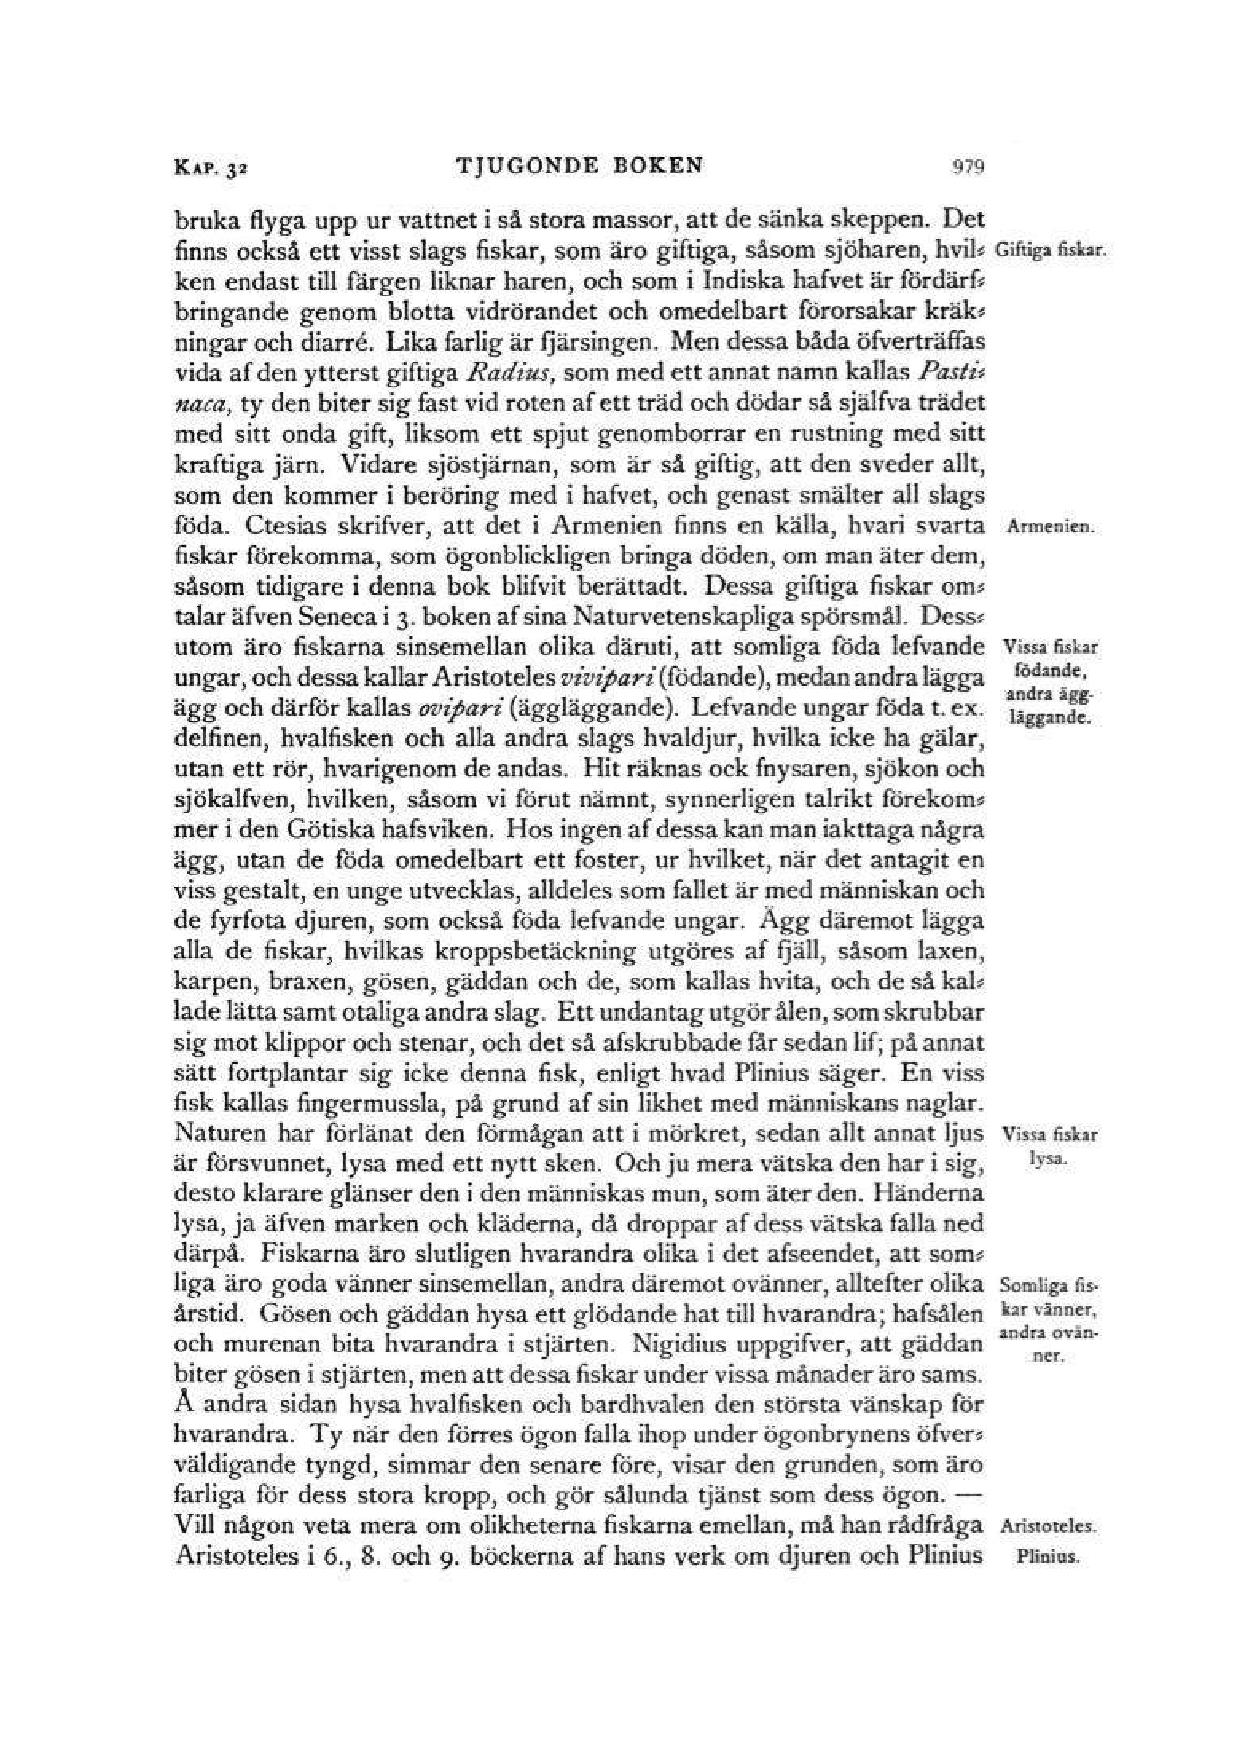 KAP. 32 TJUGONDE BOKEN 979
bruka flyga upp ur vattnet i så stora massor, att de sänka skeppen. Det
finns också ett visst slags fiskar, som äro giftiga, såsom sjöharen, hvil-
Giftiga fiskar.
ken endast till färgen liknar haren, och som i Indiska hafvet är fördärf-
bringande genom blotta vidrörandet och omedelbart förorsakar kräk-
ningar och diarré. Lika farlig är fjärsingen. Men dessa båda öfverträffas
vida af den ytterst giftiga Radius, som med ett annat namn kallas Pasti-
naca, ty den biter sig fast vid roten af ett träd och dödar så själfva trädet
med sitt onda gift, liksom ett spjut genomborrar en rustning med sitt
kraftiga järn. Vidare sjöstjärnan, som är så giftig, att den sveder allt,
som den kommer i beröring med i hafvet, och genast smälter all slags
föda. Ctesias skrifver, att det i Armenien finns en källa, hvari svarta
Armenien.
fiskar förekomma, som ögonblickligen bringa döden, om man äter dem,
såsom tidigare i denna bok blifvit berättadt. Dessa giftiga fiskar om-
talar äfven Seneca i 3. boken af sina Naturvetenskapliga spörsmål. Dess-
utom äro fiskarna sinsemellan olika däruti, att somliga föda lefvande
ungar, och dessa kallar Aristoteles vivipari (födande), medan andra lägga
ägg och därför kallas ovipari (äggläggande). Lefvande ungar föda t. ex.
Vissa fiskar
födande,
andra ägg-
läggande.
delfinen, hvalfisken och alla andra slags hvaldjur, hvilka icke ha gälar,
utan ett rör, hvarigenom de andas. Hit räknas ock fnysaren, sjökon och
sjökalfven, hvilken, såsom vi förut nämnt, synnerligen talrikt förekom-
mer i den Götiska hafsviken. Hos ingen af dessa kan man iakttaga några
ägg, utan de föda omedelbart ett foster, ur hvilket, när det antagit en
viss gestalt, en unge utvecklas, alldeles som fallet är med människan och
de fyrfota djuren, som också föda lefvande ungar. Ägg däremot lägga
alla de fiskar, hvilkas kroppsbetäckning utgöres af fjäll, såsom laxen,
karpen, braxen, gösen, gäddan och de, som kallas hvita, och de så kal-
lade lätta samt otaliga andra slag. Ett undantag utgör ålen, som skrubbar
sig mot klippor och stenar, och det så afskrubbade får sedan lif; på annat
sätt fortplantar sig icke denna fisk, enligt hvad Plinius säger. En viss
fisk kallas fingermussla, på grund af sin likhet med människans naglar.
Naturen har förlänat den förmågan att i mörkret, sedan allt annat ljus
är försvunnet, lysa med ett nytt sken. Och ju mera vätska den har i sig,
Vissa fiskar
lysa.
desto klarare glänser den i den människas mun, som äter den. Händerna
lysa, ja äfven marken och kläderna, då droppar af dess vätska falla ned
därpå. Fiskarna äro slutligen hvarandra olika i det afseendet, att som-
liga äro goda vänner sinsemellan, andra däremot ovänner, alltefter olika
årstid. Gösen och gäddan hysa ett glödande hat till hvarandra; hafsålen
och murenan bita hvarandra i stjärten. Nigidius uppgifver, att gäddan
Somliga fis-
kar vänner,
andra ovän-
ner.
biter gösen i stjärten, men att dessa fiskar under vissa månader äro sams.
Å andra sidan hysa hvalfisken och bardhvalen den största vänskap för
hvarandra. Ty när den förres ögon falla ihop under ögonbrynens öfver-
väldigande tyngd, simmar den senare före, visar den grunden, som äro
farliga för dess stora kropp, och gör sålunda tjänst som dess ögon. —
Vill någon veta mera om olikheterna fiskarna emellan, må han rådfråga
Aristoteles.
Aristoteles i 6., 8. och 9. böckerna af hans verk om djuren och Plinius
Plinius.